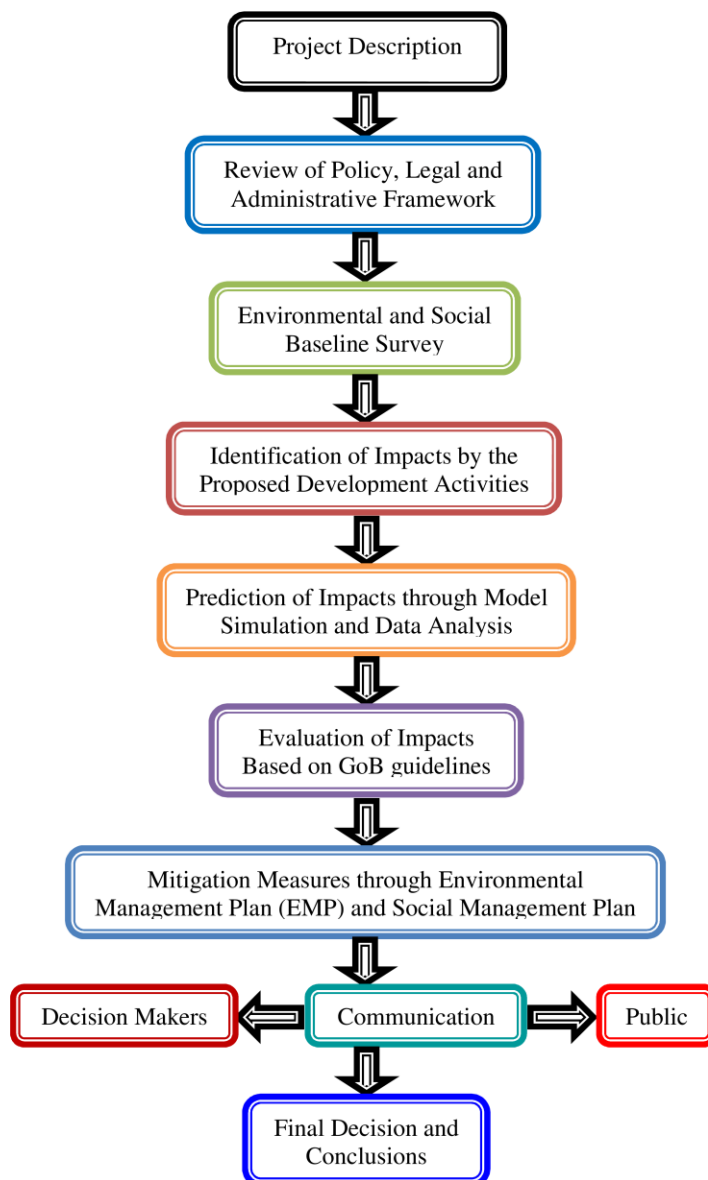 Project Description
Review of Policy, Legal and
Administrative Framework
Environmental and Social
Baseline Survey
Identification of Impacts by the
Proposed Development Activities
Prediction of Impacts through Model
Simulation and Data Analysis
Evaluation of Impacts
Based on GoB guidelines
Mitigation Measures through Environmental
Management Plan (EMP) and Social Management Plan
Decision Makers
Communication
Public
Final Decision and
Conclusions